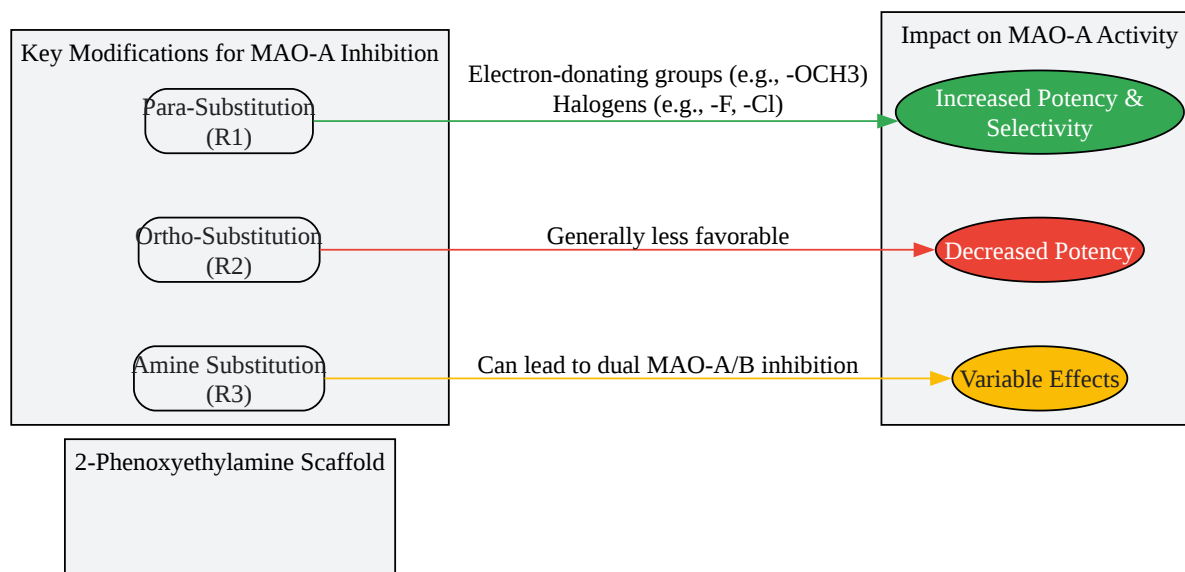 Key Modifications for MAO-A Inhibition
Para-Substitution
(R1)
Ortho-Substitution
(R2)
Amine Substitution
(R3)
2-Phenoxyethylamine Scaffold
Electron-donating groups (e.g., -OCH3)
Halogens (e.g., -F, -Cl)
Generally less favorable
Can lead to dual MAO-A/B inhibition
Impact on MAO-A Activity
Increased Potency &
Selectivity
Decreased Potency
Variable Effects